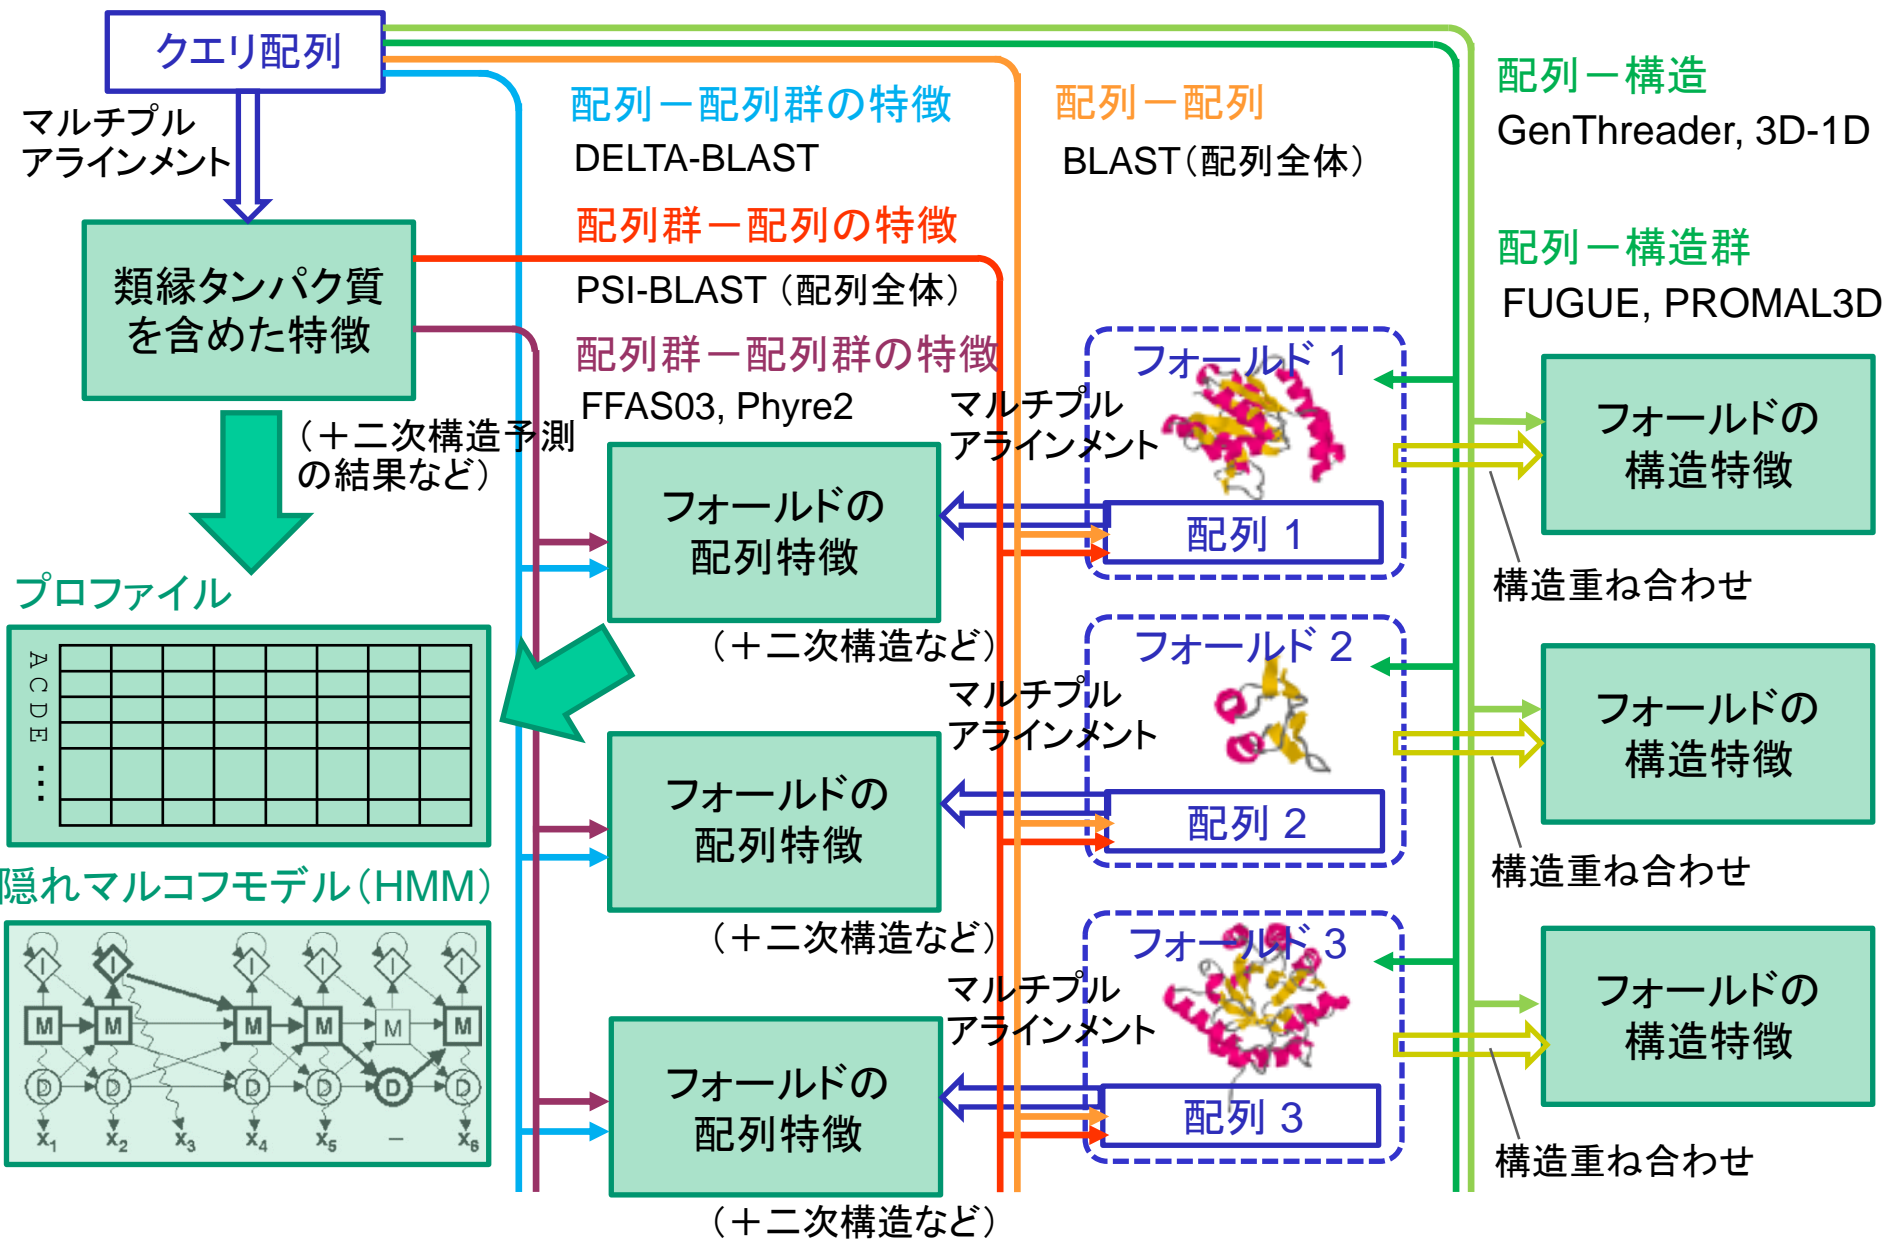 クエリ配列
マルチプル
アラインメント
類縁タンパク質
を含めた特徴
(+二次構造予測
の結果など)
プロファイル
A C D E …
隠れマルコフモデル(HMM)
I I I I I I
M M M M M M
D D D D D D
x1 x2 x3 x4 x5 – x6
配列-配列群の特徴
DELTA-BLAST
配列群-配列の特徴
PSI-BLAST (配列全体)
配列群-配列群の特徴
FFAS03, Phyre2
フォールドの
配列特徴
(+二次構造など)
フォールドの
配列特徴
(+二次構造など)
フォールドの
配列特徴
(+二次構造など)
配列-配列
BLAST(配列全体)
マルチプル
アラインメント
フォールド 1
配列 1
マルチプル
アラインメント
フォールド 2
配列 2
マルチプル
アラインメント
フォールド 3
配列 3
配列-構造
GenThreader, 3D-1D
配列-構造群
FUGUE, PROMAL3D
フォールドの
構造特徴
構造重ね合わせ
フォールドの
構造特徴
構造重ね合わせ
フォールドの
構造特徴
構造重ね合わせ